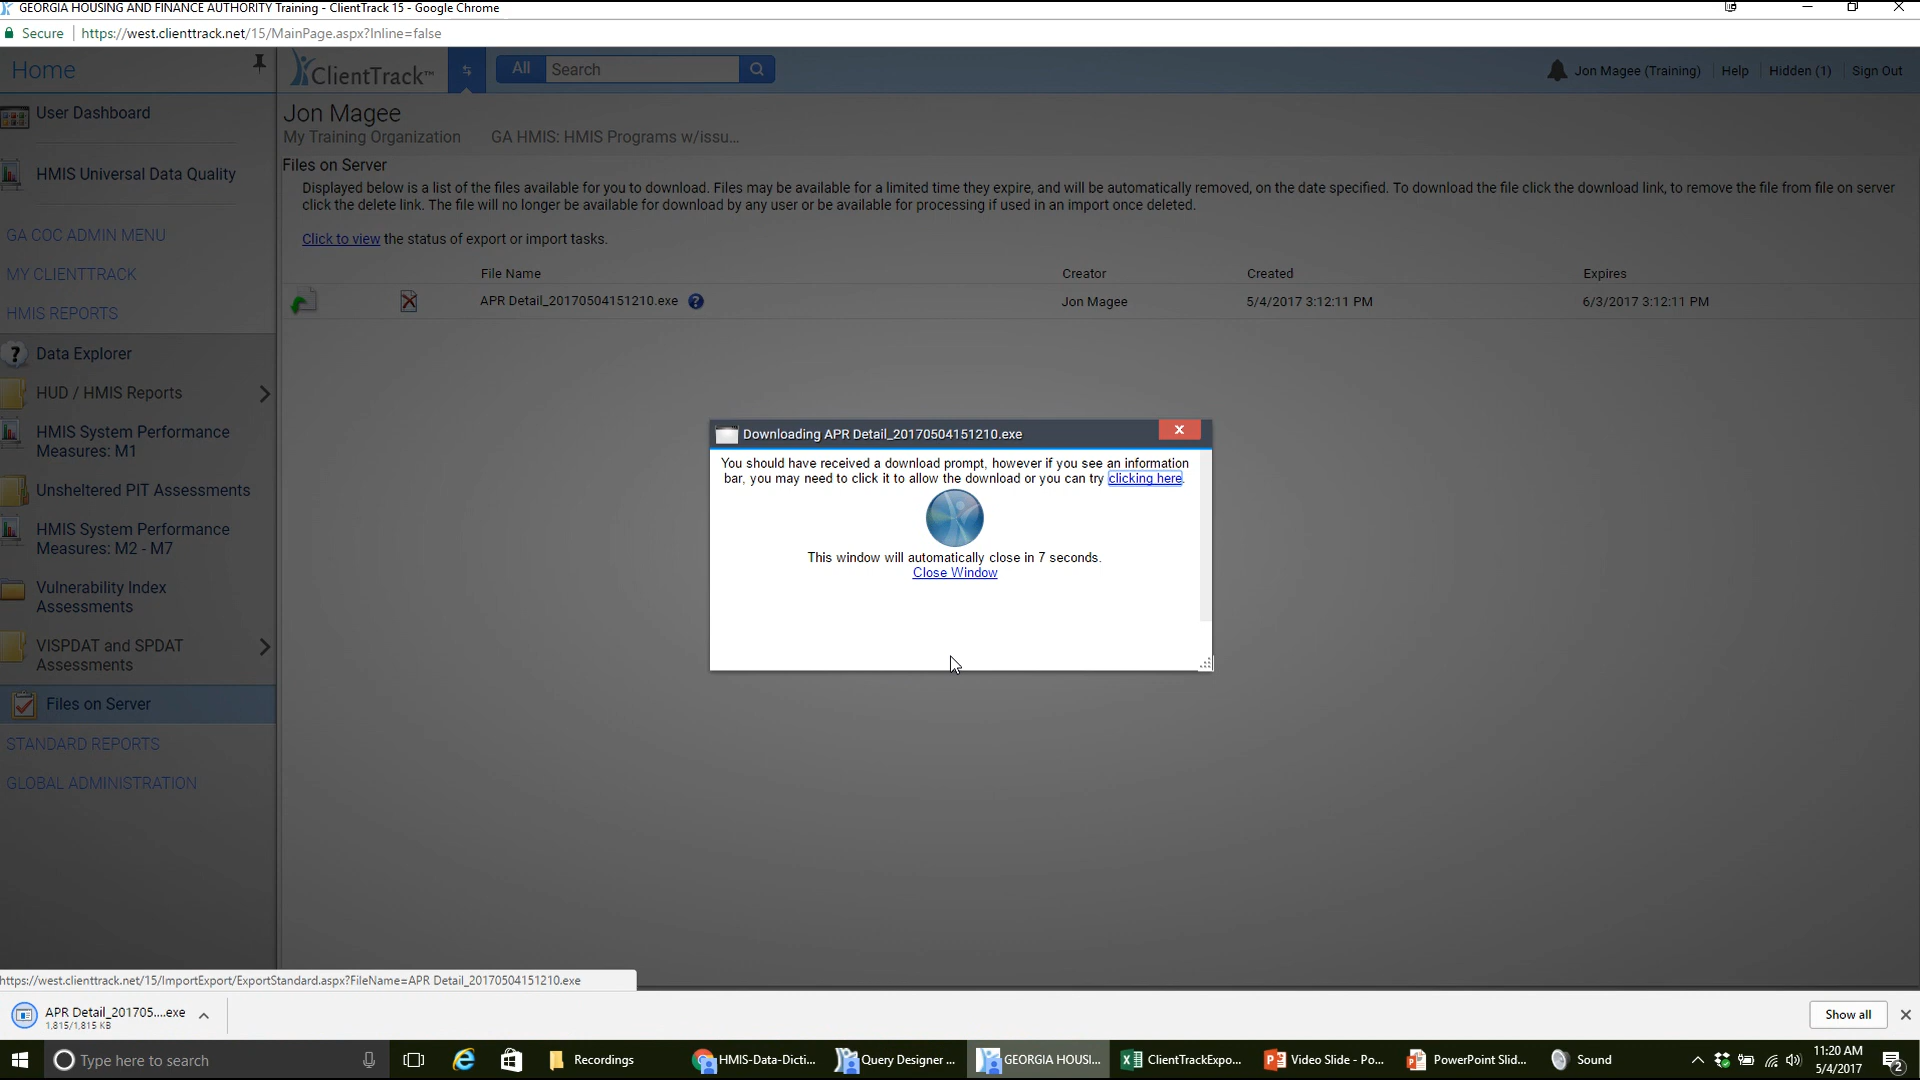 GEORGIA HOUSING AND FINANCE AUTHORITY Training - ClientTrack 15 - Google Chrome
Secure https://west.clienttrack.net/15/MainPage.aspx?Inline=false
Home
ClientTrack™
All
Search
Jon Magee (Training)
Help
Hidden (1)
Sign Out
User Dashboard
HMIS Universal Data Quality
GA COC ADMIN MENU
MY CLIENTTRACK
HMIS REPORTS
Data Explorer
HUD / HMIS Reports
HMIS System Performance
Measures: M1
Unsheltered PIT Assessments
HMIS System Performance
Measures: M2 - M7
Vulnerability Index
Assessments
VISPDAT and SPDAT
Assessments
Files on Server
STANDARD REPORTS
GLOBAL ADMINISTRATION
Jon Magee
My Training Organization GA HMIS: HMIS Programs w/issu...
Files on Server
Displayed below is a list of the files available for you to download. Files may be available for a limited time they expire, and will be automatically removed, on the date specified. To download the file click the download link, to remove the file from file on server
click the delete link. The file will no longer be available for download by any user or be available for processing if used in an import once deleted.
Click to view the status of export or import tasks.
File Name Creator Created Expires
APR Detail_20170504151210.exe Jon Magee 5/4/2017 3:12:11 PM 6/3/2017 3:12:11 PM
Downloading APR Detail_20170504151210.exe
You should have received a download prompt, however if you see an information
bar, you may need to click it to allow the download or you can try clicking here.
This window will automatically close in 7 seconds.
Close Window
https://west.clienttrack.net/15/ImportExport/ExportStandard.aspx?FileName=APR Detail_20170504151210.exe
APR Detail_201705....exe
1,815/1,815 KB
Show all
Type here to search
Recordings
HMIS-Data-Dicti...
Query Designer ...
GEORGIA HOUSI...
ClientTrackExpo...
Video Slide - Po...
PowerPoint Slid...
Sound
11:20 AM
5/4/2017
2